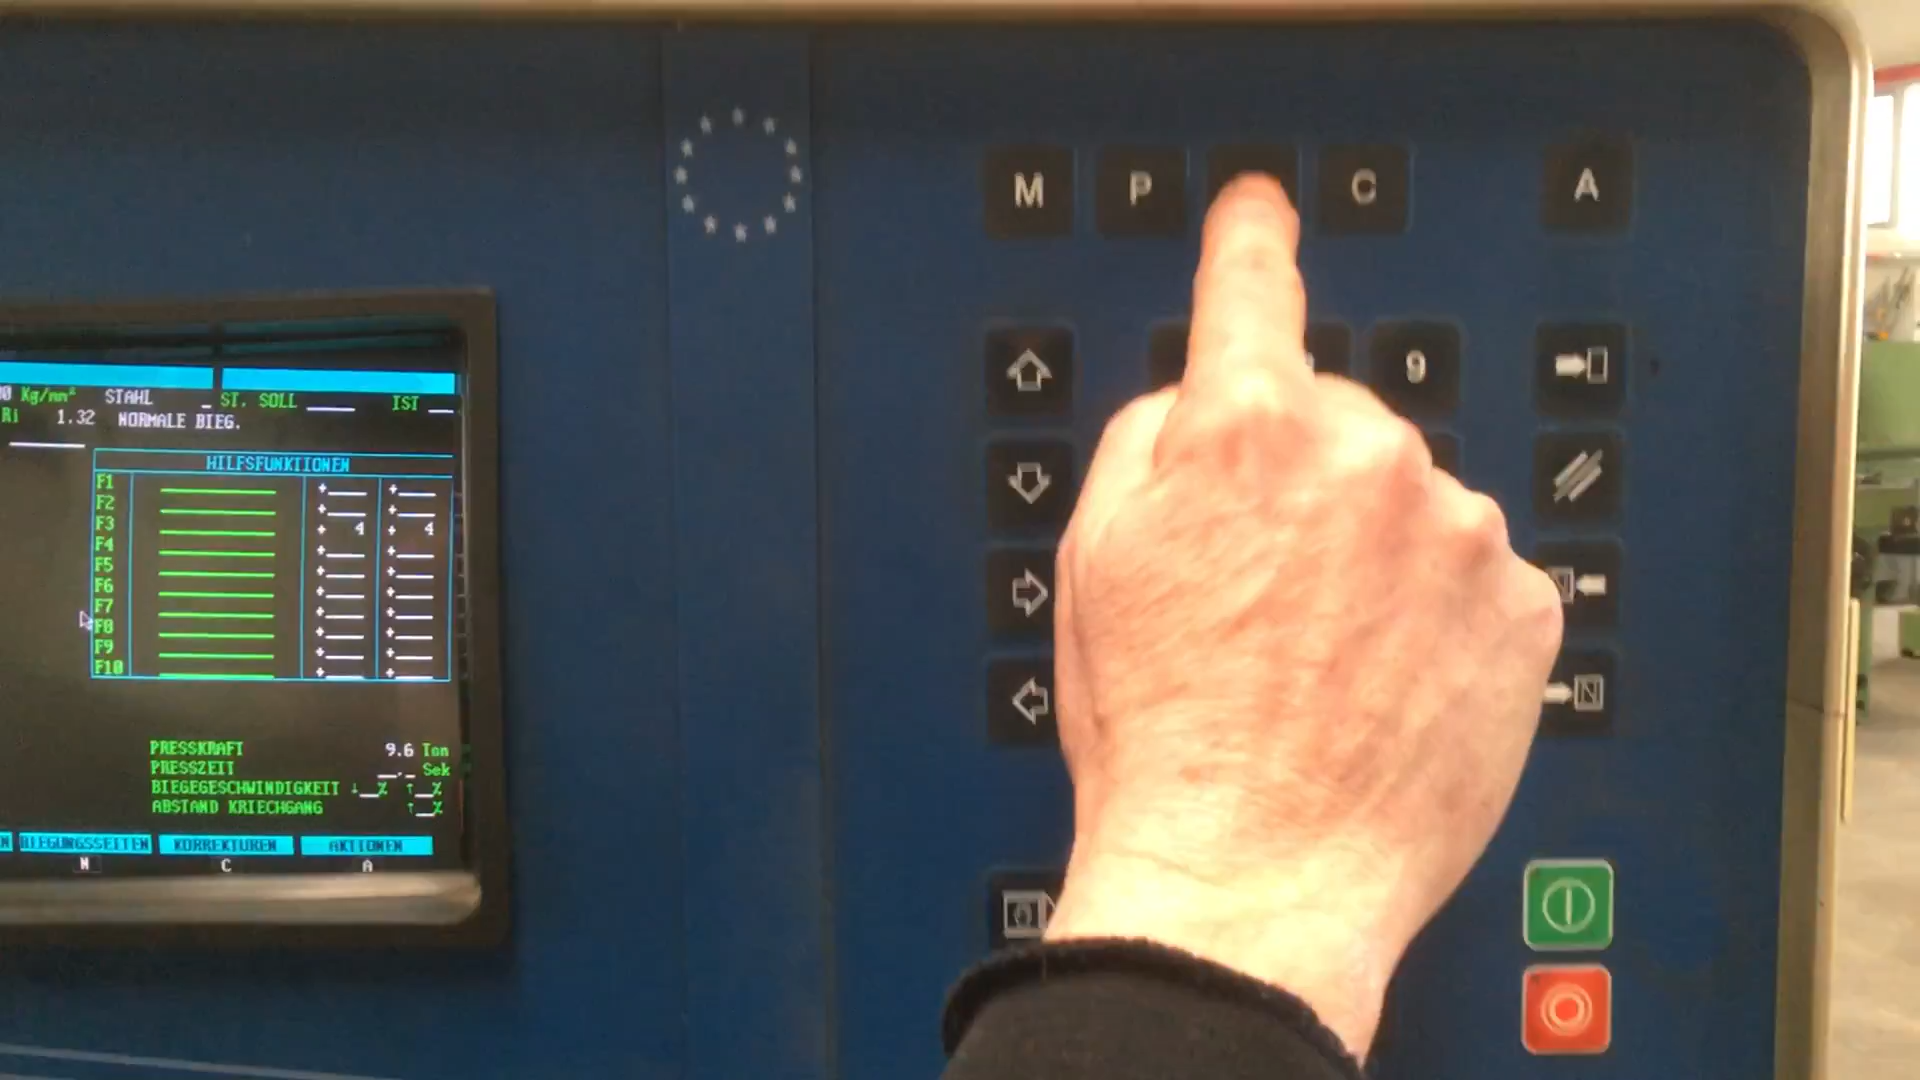 M P C A
9
Kg/mm² STAHL _ ST. SOLL ____ IST __
Ri 1.32 NORMALE BIEG.
HILFSFUNKTIONEN
F1 + +
F2 + +
F3 + 4 + 4
F4 + +
F5 + +
F6 + +
F7 + +
F8 + +
F9 + +
F10 + +
PRESSKRAFT 9.6 Ton
PRESSZEIT __._ Sek
BIEGEGESCHWINDIGKEIT ↓__% ↑__%
ABSTAND KRIECHGANG ↑__%
BIEGUNGSSEITEN KORREKTUREN AKTIONEN
N C A